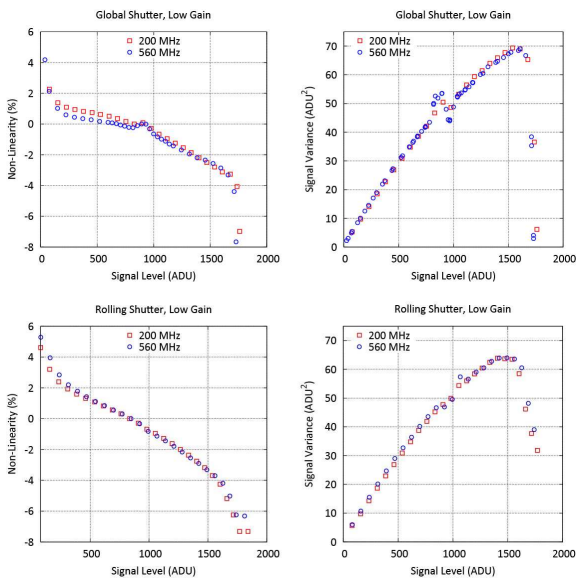 Global Shutter, Low Gain
6
200 MHz
560 MHz
4
2
0
-2
-4
-6
-8
0
500
1000
1500
2000
Non-Linearity (%)
Signal Level (ADU)
Global Shutter, Low Gain
200 MHz
560 MHz
70
60
50
40
30
20
10
0
0
500
1000
1500
2000
Signal Variance (ADU²)
Signal Level (ADU)
Rolling Shutter, Low Gain
6
200 MHz
560 MHz
4
2
0
-2
-4
-6
-8
500
1000
1500
2000
Non-Linearity (%)
Signal Level (ADU)
Rolling Shutter, Low Gain
200 MHz
560 MHz
70
60
50
40
30
20
10
0
0
500
1000
1500
2000
Signal Variance (ADU²)
Signal Level (ADU)